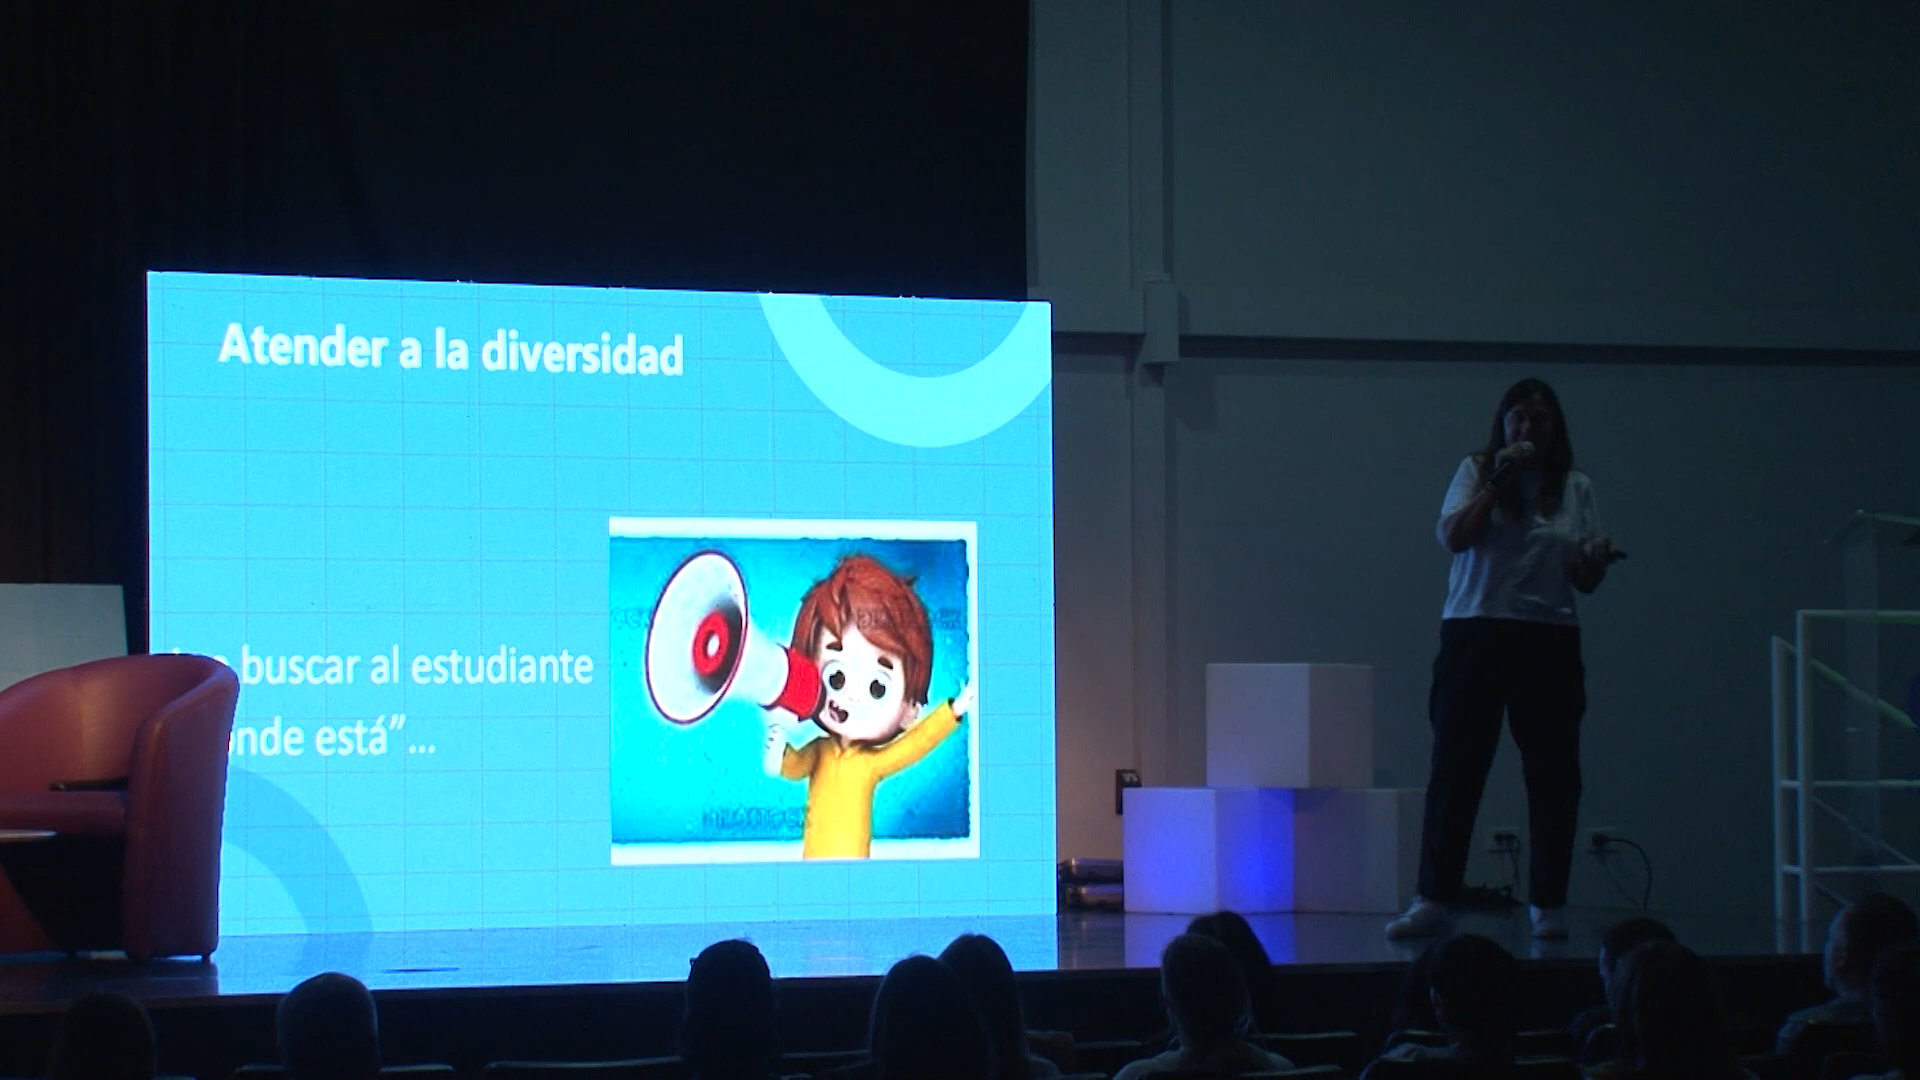 Atender a la diversidad
buscar al estudiante
está”...